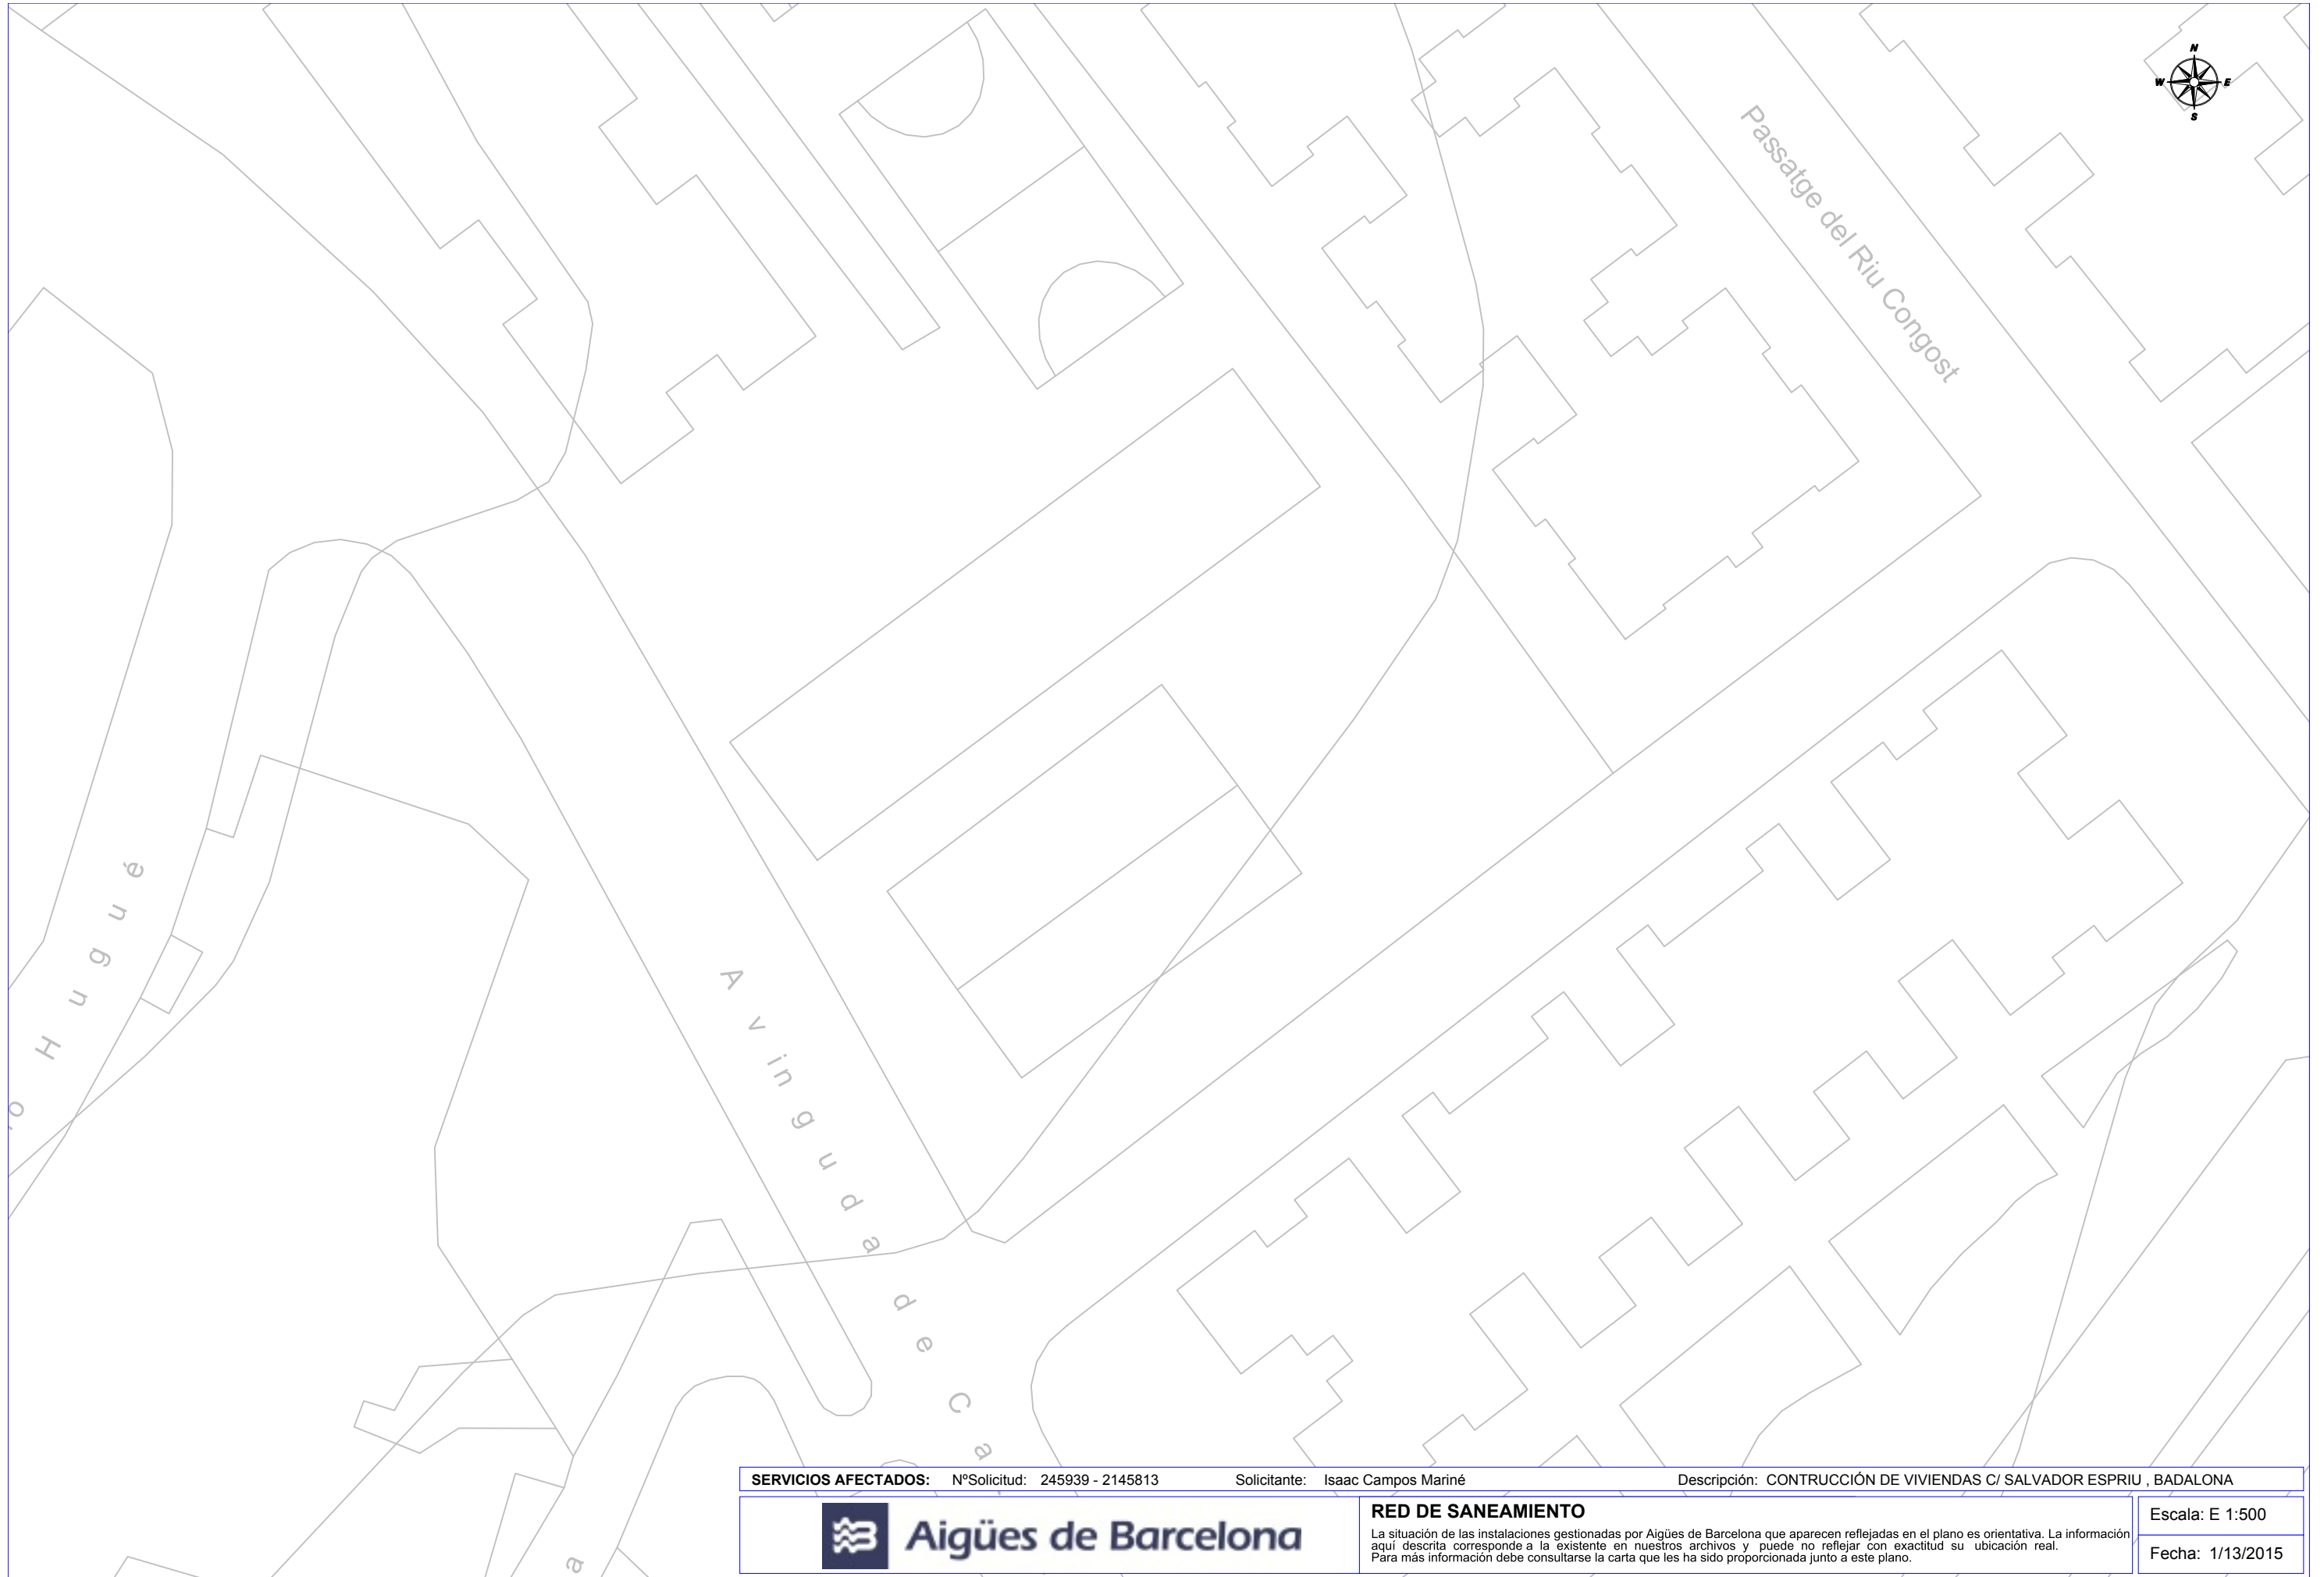 N
W E
S
Passatge del Riu Congost
o Hugué
Avinguda de Ca
a
SERVICIOS AFECTADOS: NºSolicitud: 245939 - 2145813 Solicitante: Isaac Campos Mariné Descripción: CONTRUCCIÓN DE VIVIENDAS C/ SALVADOR ESPRIU , BADALONA
Aigües de Barcelona
RED DE SANEAMIENTO
La situación de las instalaciones gestionadas por Aigües de Barcelona que aparecen reflejadas en el plano es orientativa. La información
aquí descrita corresponde a la existente en nuestros archivos y puede no reflejar con exactitud su ubicación real.
Para más información debe consultarse la carta que les ha sido proporcionada junto a este plano.
Escala: E 1:500
Fecha: 1/13/2015